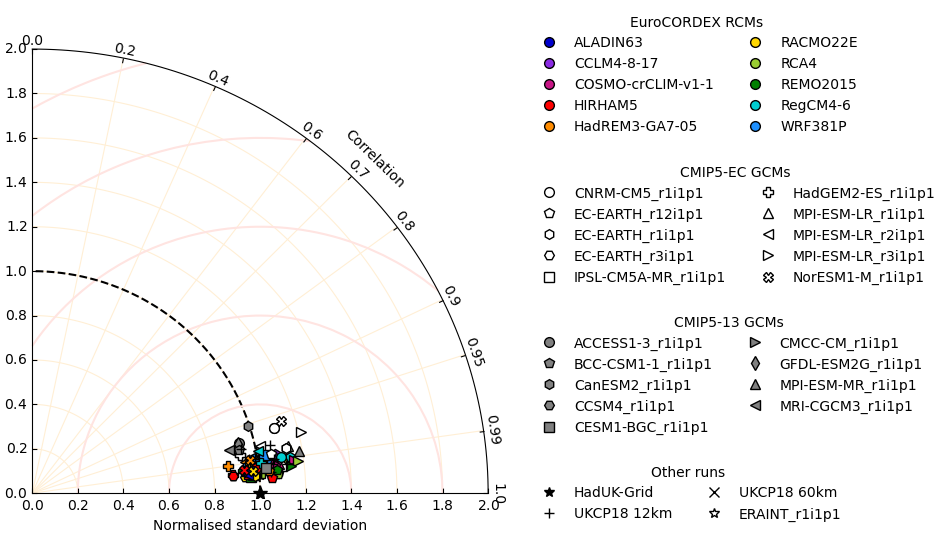 0.0
0.2
0.4
0.6
0.7
0.8
0.9
0.95
0.99
1.0
Correlation
2.0
1.8
1.6
1.4
1.2
1.0
0.8
0.6
0.4
0.2
0.0
0.0 0.2 0.4 0.6 0.8 1.0 1.2 1.4 1.6 1.8 2.0
Normalised standard deviation
EuroCORDEX RCMs
ALADIN63 RACMO22E
CCLM4-8-17 RCA4
COSMO-crCLIM-v1-1 REMO2015
HIRHAM5 RegCM4-6
HadREM3-GA7-05 WRF381P
CMIP5-EC GCMs
CNRM-CM5_r1i1p1 HadGEM2-ES_r1i1p1
EC-EARTH_r12i1p1 MPI-ESM-LR_r1i1p1
EC-EARTH_r1i1p1 MPI-ESM-LR_r2i1p1
EC-EARTH_r3i1p1 MPI-ESM-LR_r3i1p1
IPSL-CM5A-MR_r1i1p1 NorESM1-M_r1i1p1
CMIP5-13 GCMs
ACCESS1-3_r1i1p1 CMCC-CM_r1i1p1
BCC-CSM1-1_r1i1p1 GFDL-ESM2G_r1i1p1
CanESM2_r1i1p1 MPI-ESM-MR_r1i1p1
CCSM4_r1i1p1 MRI-CGCM3_r1i1p1
CESM1-BGC_r1i1p1
Other runs
HadUK-Grid UKCP18 60km
UKCP18 12km ERAINT_r1i1p1